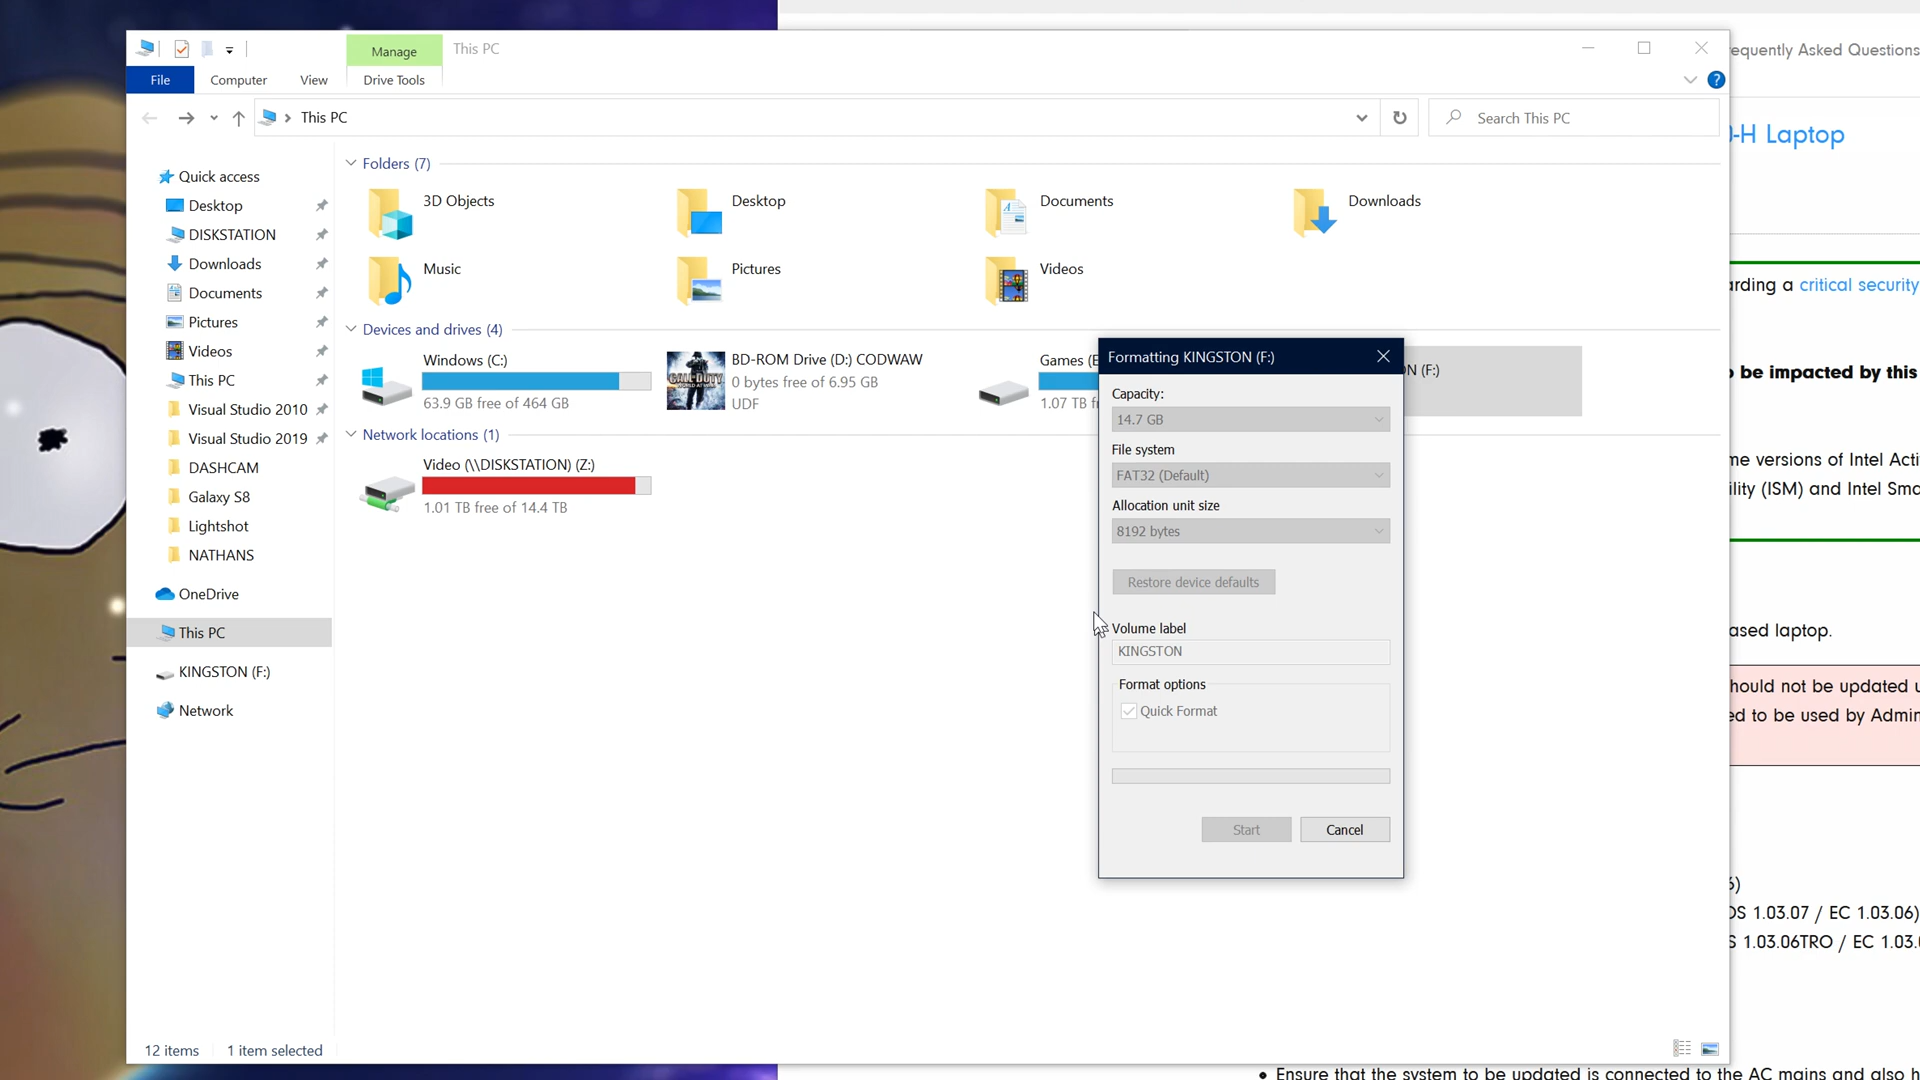 Manage
This PC
File
Computer
View
Drive Tools
This PC
Search This PC
Quick access
Desktop
DISKSTATION
Downloads
Documents
Pictures
Videos
This PC
Visual Studio 2010
Visual Studio 2019
DASHCAM
Galaxy S8
Lightshot
NATHANS
OneDrive
This PC
KINGSTON (F:)
Network
Folders (7)
3D Objects
Desktop
Documents
Downloads
Music
Pictures
Videos
Devices and drives (4)
Windows (C:)
63.9 GB free of 464 GB
BD-ROM Drive (D:) CODWAW
0 bytes free of 6.95 GB
UDF
CALL OF DUTY
Games (E
1.07 TB f
ON (F:)
Network locations (1)
Video (\\DISKSTATION) (Z:)
1.01 TB free of 14.4 TB
Formatting KINGSTON (F:)
Capacity:
14.7 GB
File system
FAT32 (Default)
Allocation unit size
8192 bytes
Restore device defaults
Volume label
KINGSTON
Format options
Quick Format
Start
Cancel
12 items
1 item selected
equently Asked Questions
-H Laptop
rding a critical security
be impacted by this
me versions of Intel Acti
ility (ISM) and Intel Sma
ased laptop.
hould not be updated u
ed to be used by Admin
6)
OS 1.03.07 / EC 1.03.06)
S 1.03.06TRO / EC 1.03.
• Ensure that the system to be updated is connected to the AC mains and also h